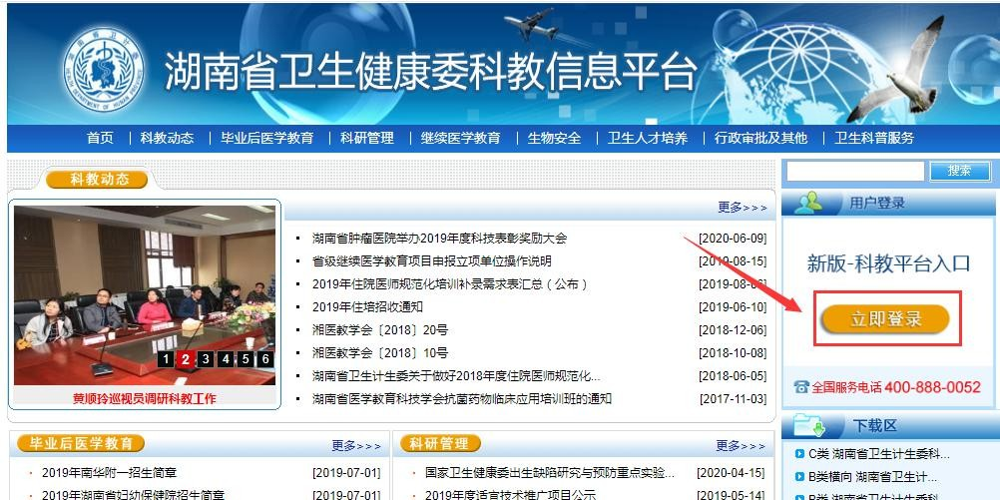 湖南省卫生健康委科教信息平台
首页 | 科教动态 | 毕业后医学教育 | 科研管理 | 继续医学教育 | 生物安全 | 卫生人才培养 | 行政审批及其他 | 卫生科普服务
搜索
科教动态
更多>>>
湖南省肿瘤医院举办2019年度科技表彰奖励大会 [2020-06-09]
省级继续医学教育项目申报立项单位操作说明 [2019-08-15]
2019年住院医师规范化培训补录需求表汇总（公布） [2019-08-06]
2019年住培招收通知 [2019-06-10]
湘医教学会〔2018〕20号 [2018-12-06]
湘医教学会〔2018〕10号 [2018-10-08]
湖南省卫生计生委关于做好2018年度住院医师规范化... [2018-06-05]
湖南省医学教育科技学会抗菌药物临床应用培训班的通知 [2017-11-03]
1 2 3 4 5 6
黄顺玲巡视员调研科教工作
用户登录
新版-科教平台入口
立即登录
全国服务电话 400-888-0052
毕业后医学教育
更多>>>
2019年南华附一招生简章 [2019-07-01]
2019年湖南省妇幼保健院招生简章 [2019-07-01]
科研管理
更多>>>
国家卫生健康委出生缺陷研究与预防重点实验... [2020-04-15]
2019年度适宜技术推广项目公示 [2019-05-14]
下载区
C类 湖南省卫生计生委科...
B类横向 湖南省卫生计...
B类 湖南省卫生计生委科